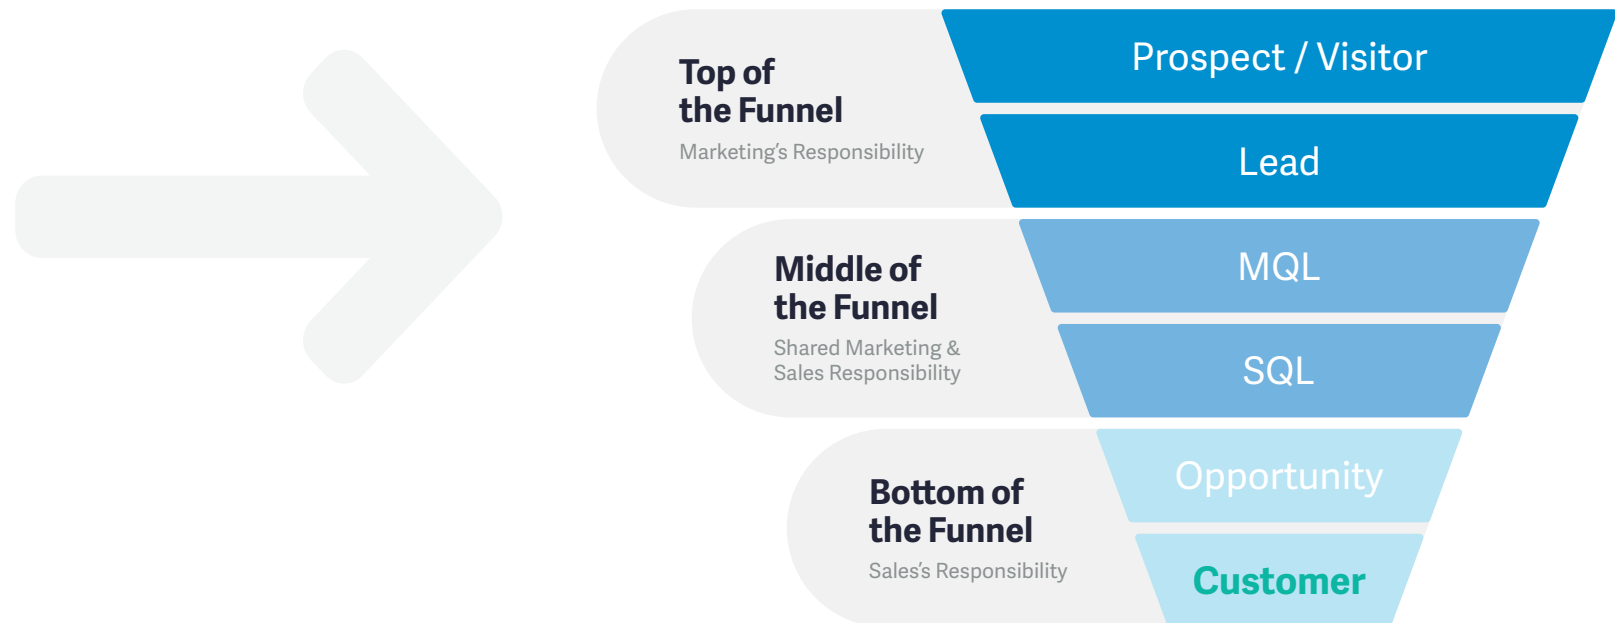 Top of
the Funnel
Marketing's Responsibility
Prospect / Visitor
Lead
Middle of
the Funnel
Shared Marketing &
Sales Responsibility
MQL
SQL
Bottom of
the Funnel
Sales's Responsibility
Opportunity
Customer